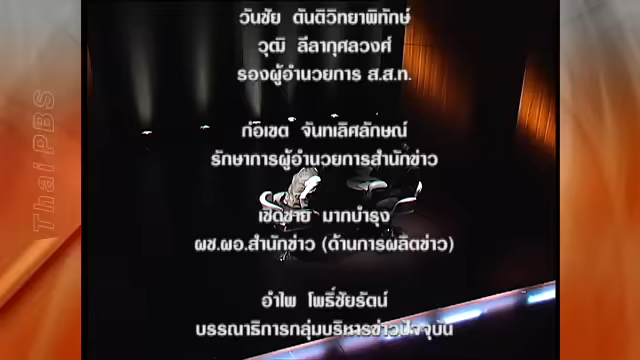 วันชัย ตันติวิทยาพิทักษ์
วุฒิ ลีลากุศลวงศ์
รองผู้อำนวยการ ส.ส.ท.
ก่อเขต จันทเลิศลักษณ์
รักษาการผู้อำนวยการสำนักข่าว
เชิดชาย มากบำรุง
ผช.ผอ.สำนักข่าว (ด้านการผลิตข่าว)
อำไพ โพธิ์ชัยรัตน์
บรรณาธิการกลุ่มบริหารข่าวปัจจุบัน
Thai PBS